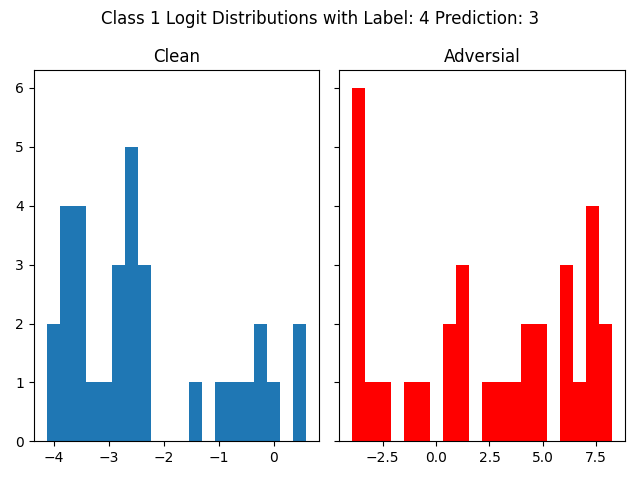 Class 1 Logit Distributions with Label: 4 Prediction: 3
Clean
Adversial
6
5
4
3
2
1
0
−4 −3 −2 −1 0
−2.5 0.0 2.5 5.0 7.5